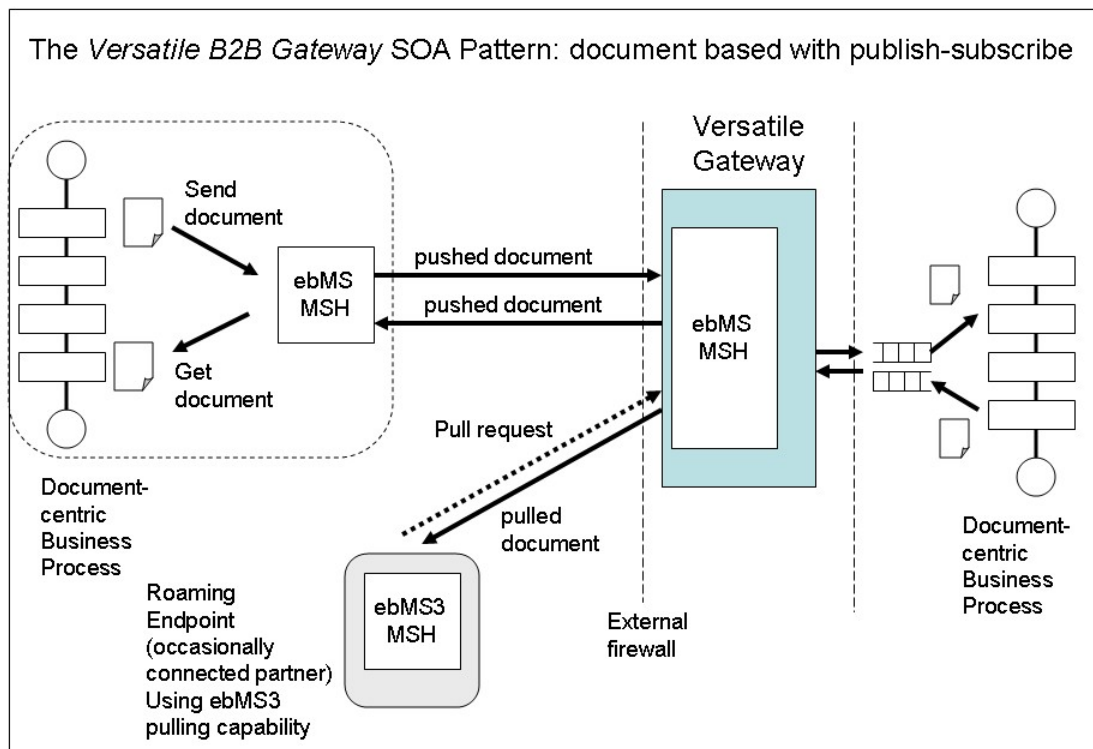 The Versatile B2B Gateway SOA Pattern: document based with publish-subscribe
Versatile
Gateway
Send
document
ebMS
MSH
Get
document
pushed document
pushed document
ebMS
MSH
Pull request
pulled
document
Document-
centric
Business
Process
ebMS3
MSH
Roaming
Endpoint
(occasionally
connected partner)
Using ebMS3
pulling capability
External
firewall
Document-
centric
Business
Process